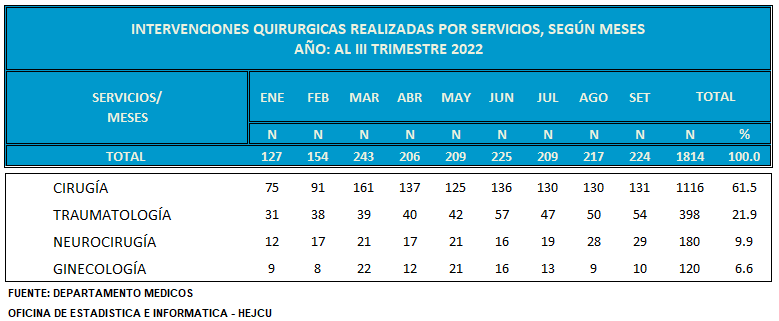 INTERVENCIONES QUIRURGICAS REALIZADAS POR SERVICIOS, SEGÚN MESES
AÑO: AL III TRIMESTRE 2022
SERVICIOS/ MESES ENE FEB MAR ABR MAY JUN JUL AGO SET TOTAL
N N N N N N N N N N %
TOTAL 127 154 243 206 209 225 209 217 224 1814 100.0
CIRUGÍA 75 91 161 137 125 136 130 130 131 1116 61.5
TRAUMATOLOGÍA 31 38 39 40 42 57 47 50 54 398 21.9
NEUROCIRUGÍA 12 17 21 17 21 16 19 28 29 180 9.9
GINECOLOGÍA 9 8 22 12 21 16 13 9 10 120 6.6
FUENTE: DEPARTAMENTO MEDICOS
OFICINA DE ESTADISTICA E INFORMATICA - HEJCU